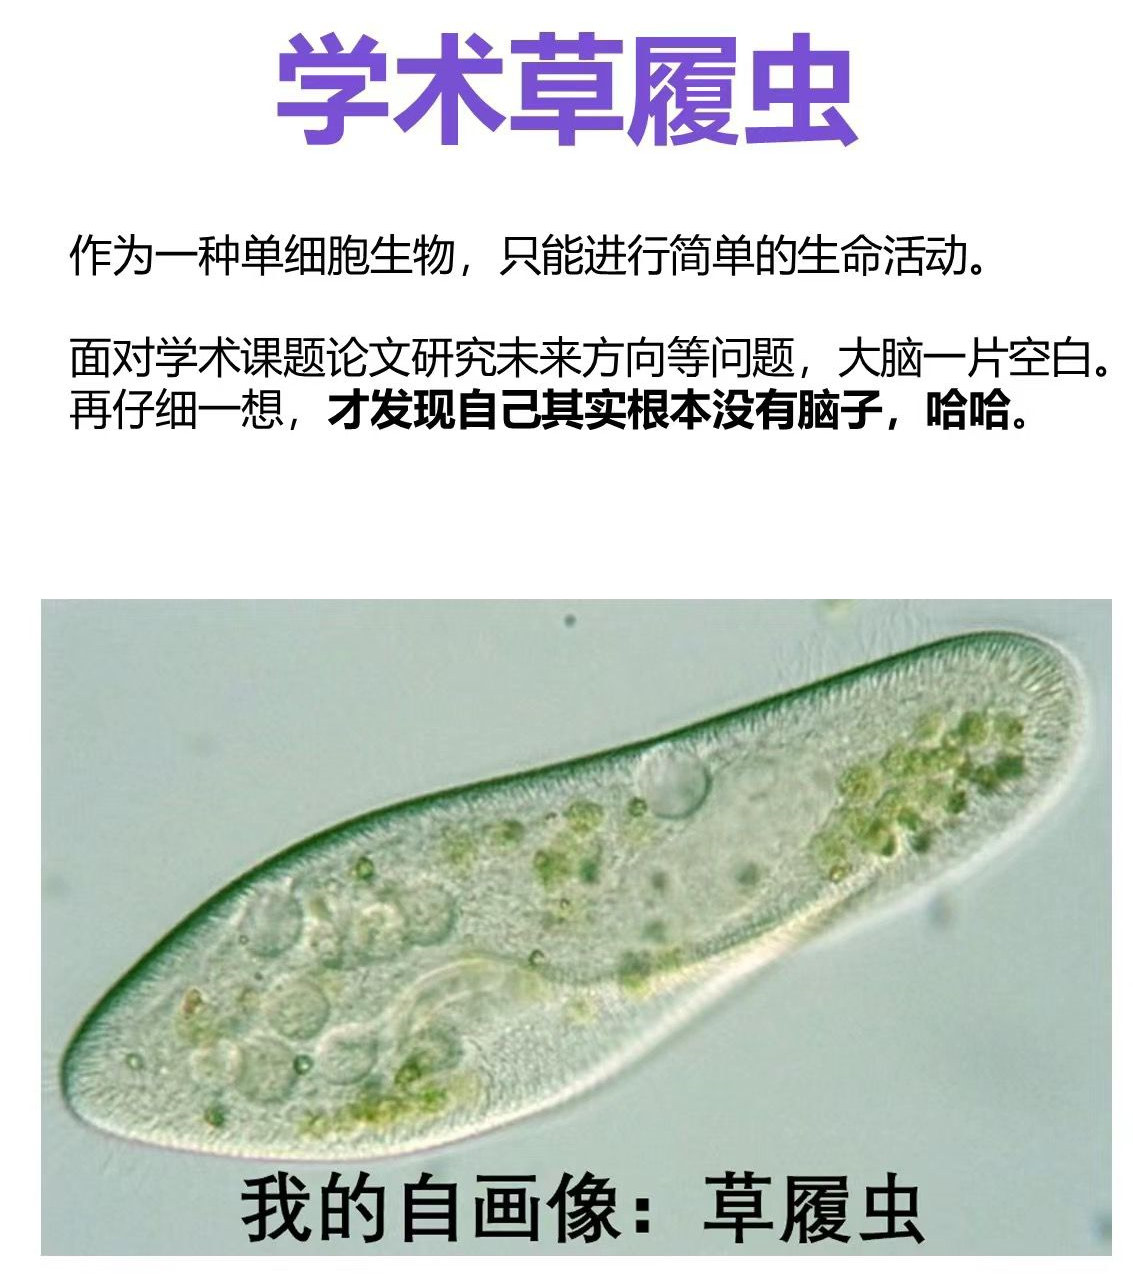 学术草履虫
作为一种单细胞生物，只能进行简单的生命活动。
面对学术课题论文研究未来方向等问题，大脑一片空白。
再仔细一想，才发现自己其实根本没有脑子，哈哈。
我的自画像：草履虫